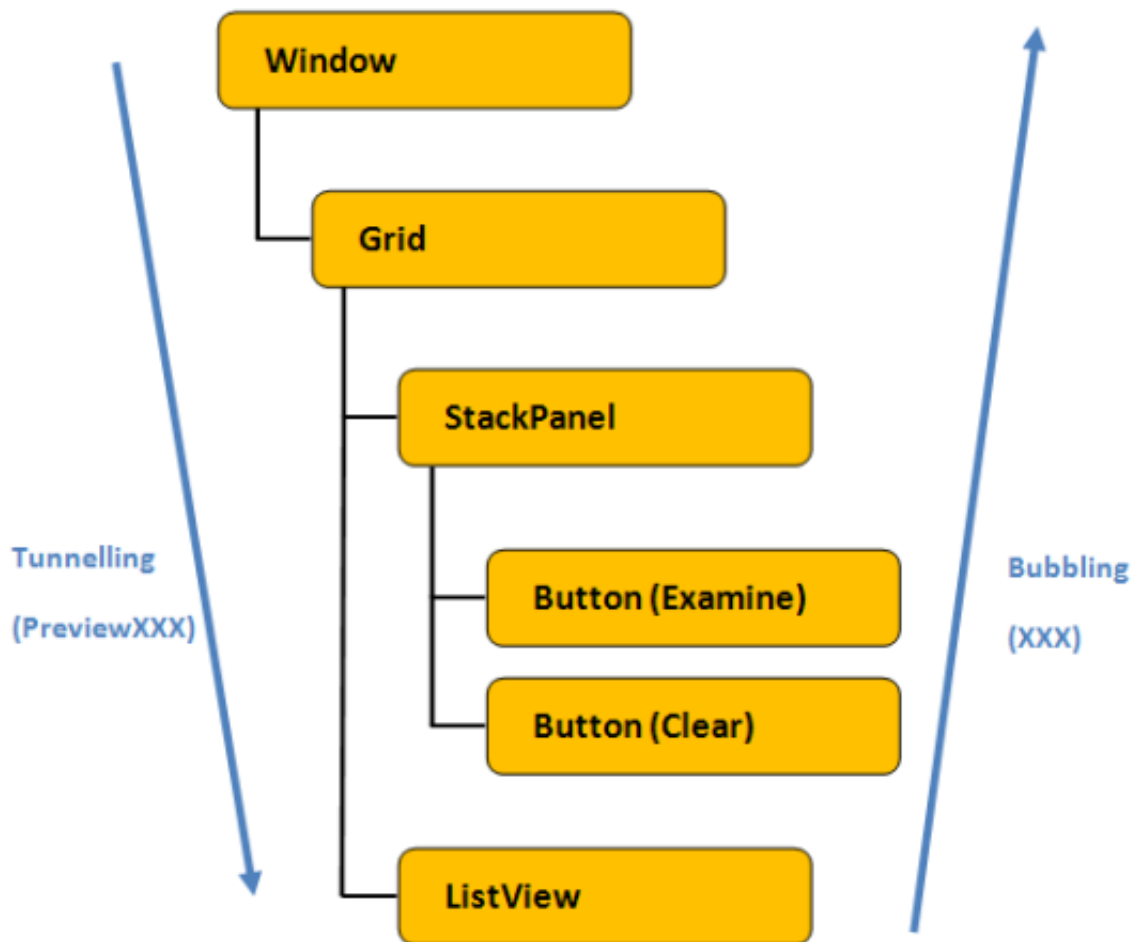 Window
Grid
StackPanel
Tunnelling
(PreviewXXX)
Button (Examine)
Button (Clear)
Bubbling
(XXX)
ListView